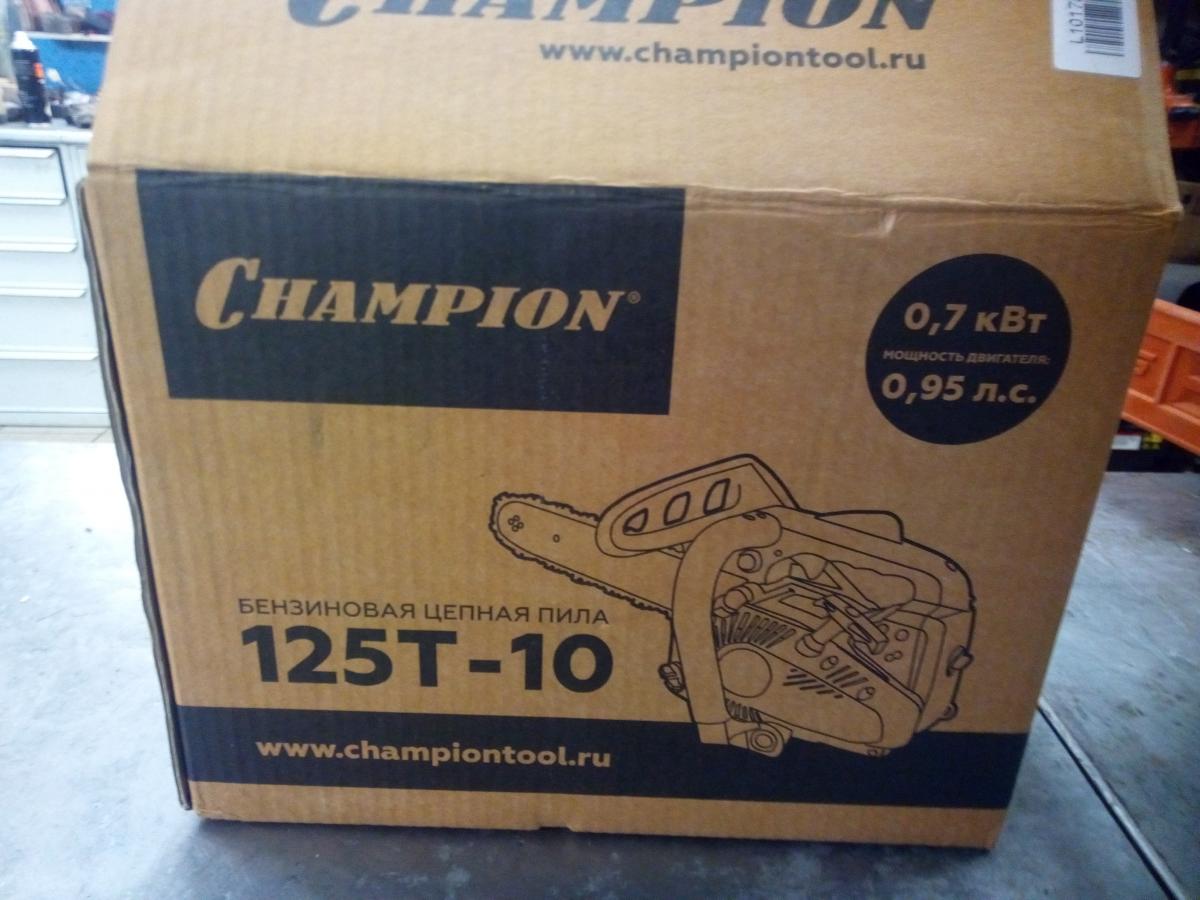 CHAMPION
www.championtool.ru
CHAMPION®
0,7 кВт
МОЩНОСТЬ ДВИГАТЕЛЯ:
0,95 л.с.
БЕНЗИНОВАЯ ЦЕПНАЯ ПИЛА
125T-10
www.championtool.ru